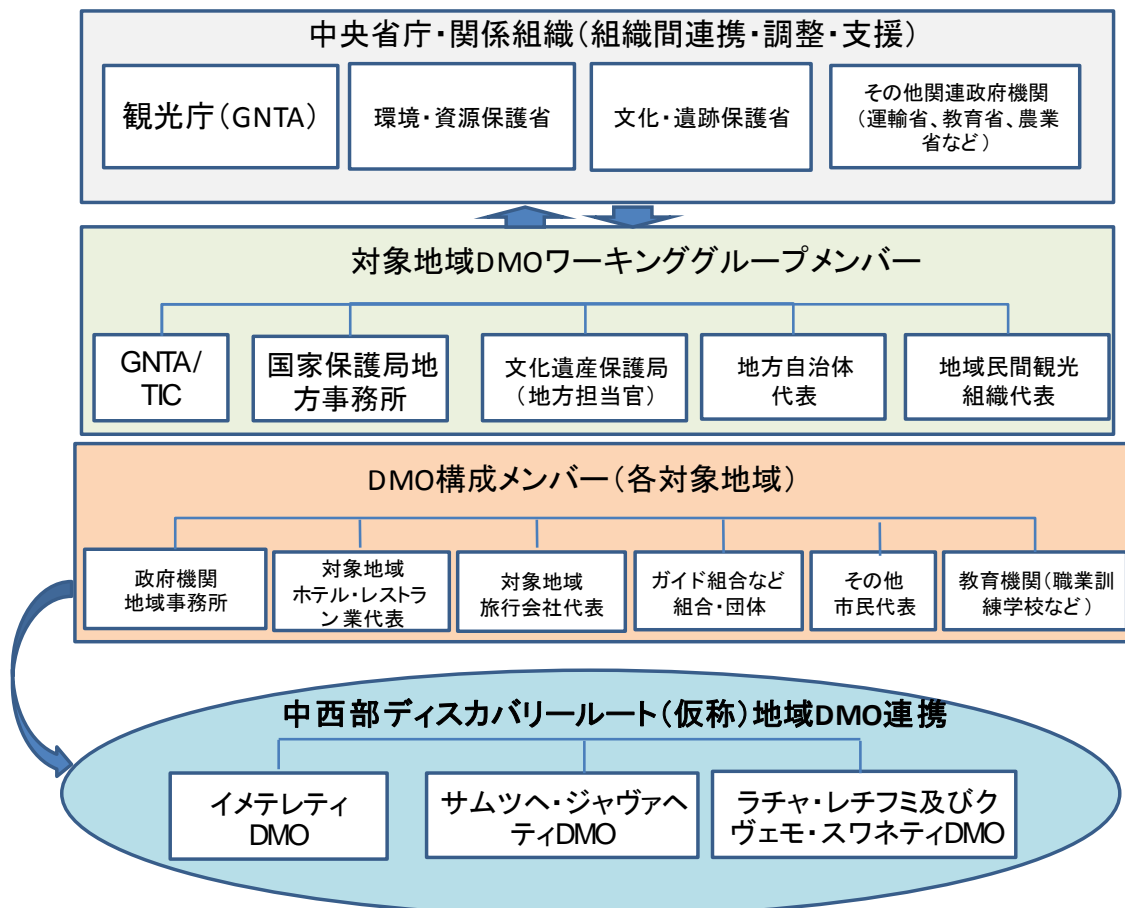 中央省庁・関係組織（組織間連携・調整・支援）
観光庁（GNTA）
環境・資源保護省
文化・遺跡保護省
その他関連政府機関
（運輸省、教育省、農業
省など）
対象地域DMOワーキンググループメンバー
GNTA/
TIC
国家保護局地
方事務所
文化遺産保護局
（地方担当官）
地方自治体
代表
地域民間観光
組織代表
DMO構成メンバー（各対象地域）
政府機関
地域事務所
対象地域
ホテル・レストラ
ン業代表
対象地域
旅行会社代表
ガイド組合など
組合・団体
その他
市民代表
教育機関（職業訓
練学校など）
中西部ディスカバリールート（仮称）地域DMO連携
イメテレティ
DMO
サムツヘ・ジャヴァヘ
ティDMO
ラチャ・レチフミ及びク
ヴェモ・スワネティDMO